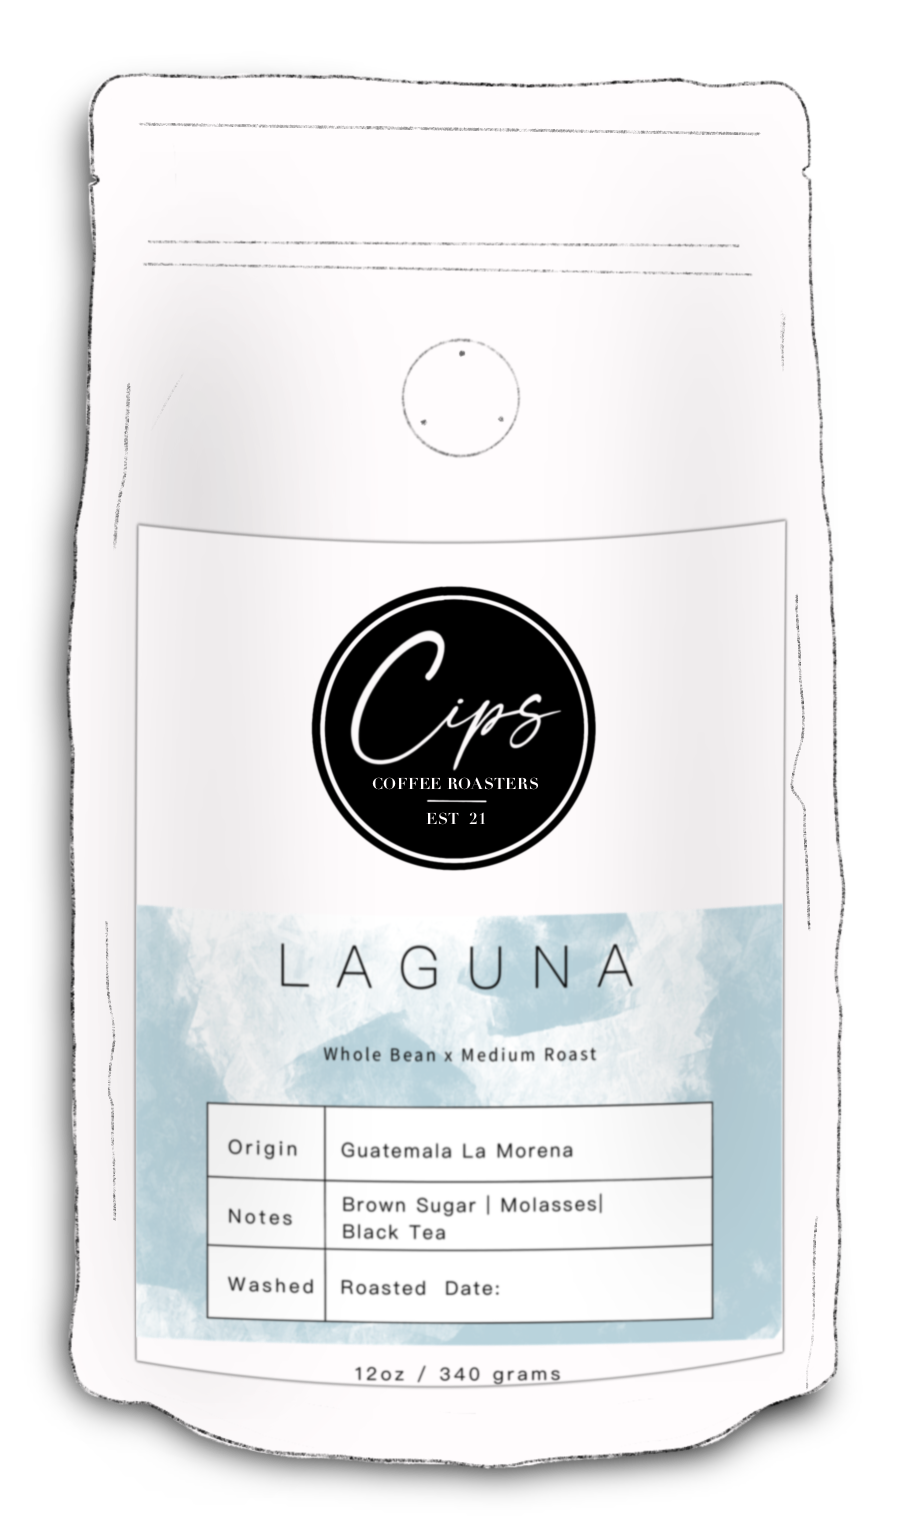 Cips
COFFEE ROASTERS
EST 21
LAGUNA
Whole Bean x Medium Roast
Origin
Guatemala La Morena
Notes
Brown Sugar | Molasses|
Black Tea
Washed
Roasted Date:
12oz / 340 grams